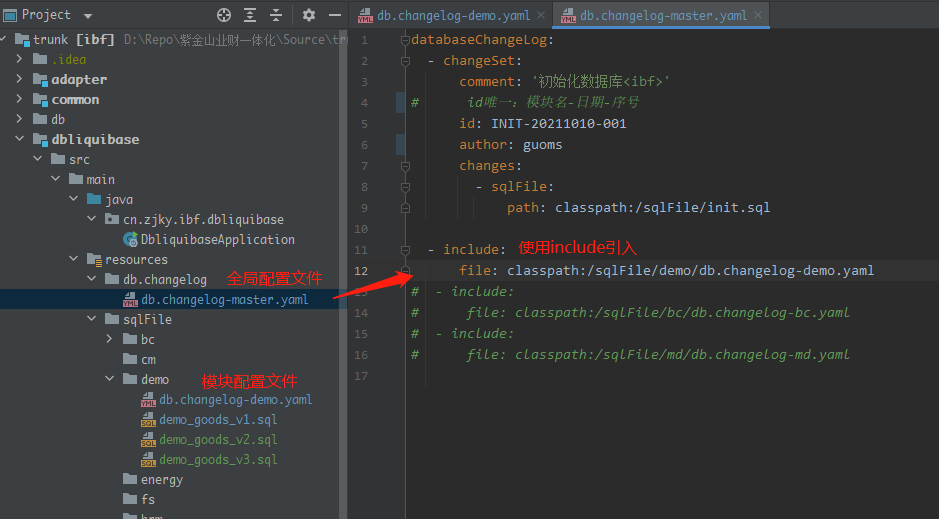 Project
trunk [ibf] D:\Repo\紫金山业财一体化\Source\tru
.idea
adapter
common
db
dbliquibase
src
main
java
cn.zjky.ibf.dbliquibase
DbliquibaseApplication
resources
db.changelog
全局配置文件
db.changelog-master.yaml
sqlFile
bc
cm
demo
模块配置文件
db.changelog-demo.yaml
demo_goods_v1.sql
demo_goods_v2.sql
demo_goods_v3.sql
energy
fs
hrm
db.changelog-demo.yaml
db.changelog-master.yaml
1 databaseChangeLog:
2 - changeSet:
3 comment: '初始化数据库<ibf>'
4 # id唯一：模块名-日期-序号
5 id: INIT-20211010-001
6 author: guoms
7 changes:
8 - sqlFile:
9 path: classpath:/sqlFile/init.sql
10
11 - include: 使用include引入
12 file: classpath:/sqlFile/demo/db.changelog-demo.yaml
13 # - include:
14 # file: classpath:/sqlFile/bc/db.changelog-bc.yaml
15 # - include:
16 # file: classpath:/sqlFile/md/db.changelog-md.yaml
17